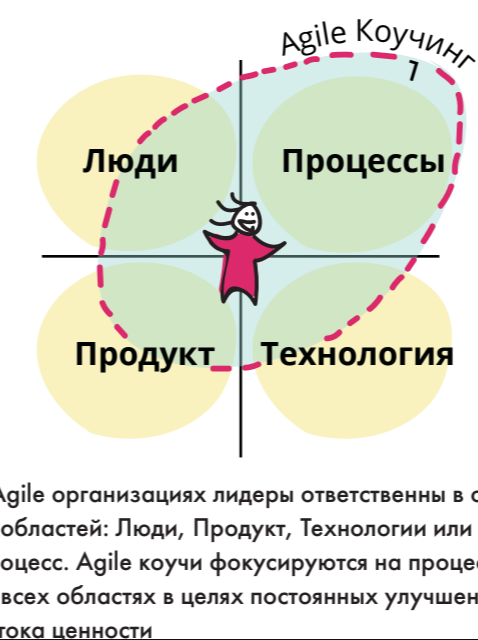 Agile Коучинг
Люди
Процессы
Продукт
Технология
Agile организациях лидеры ответственны в
областей: Люди, Продукт, Технологии или
Agile коучи фокусируются на
всех областях в целях постоянных
ценности